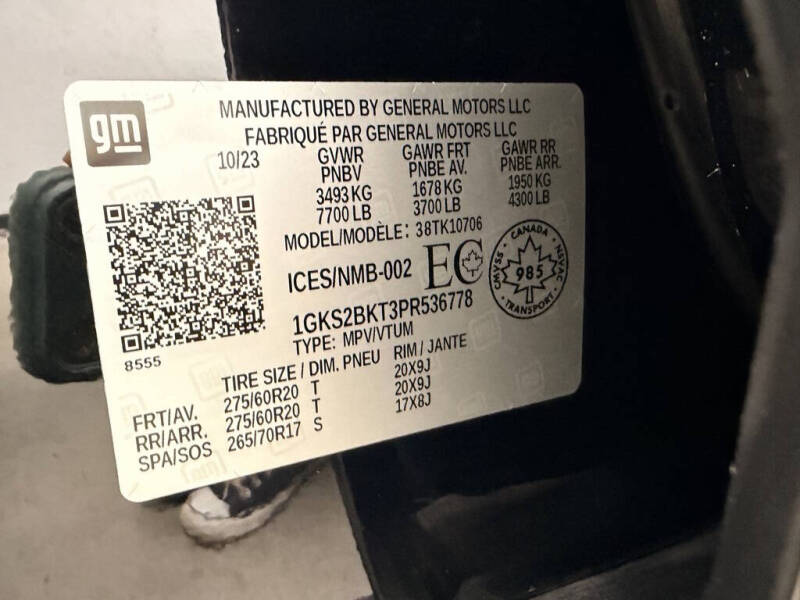 gm
MANUFACTURED BY GENERAL MOTORS LLC
FABRIQUÉ PAR GENERAL MOTORS LLC
10/23 GVWR GAWR FRT GAWR RR
PNBV PNBE AV. PNBE ARR.
3493 KG 1678 KG 1950 KG
7700 LB 3700 LB 4300 LB
MODEL/MODÈLE: 38TK10706
ICES/NMB-002 EC
CANADA
CMVSS 985 NSVAC
TRANSPORT
1GKS2BKT3PR536778
TYPE: MPV/VTUM
8555
TIRE SIZE / DIM. PNEU RIM / JANTE
FRT/AV. 275/60R20 T 20X9J
RR/ARR. 275/60R20 T 20X9J
SPA/SOS 265/70R17 S 17X8J